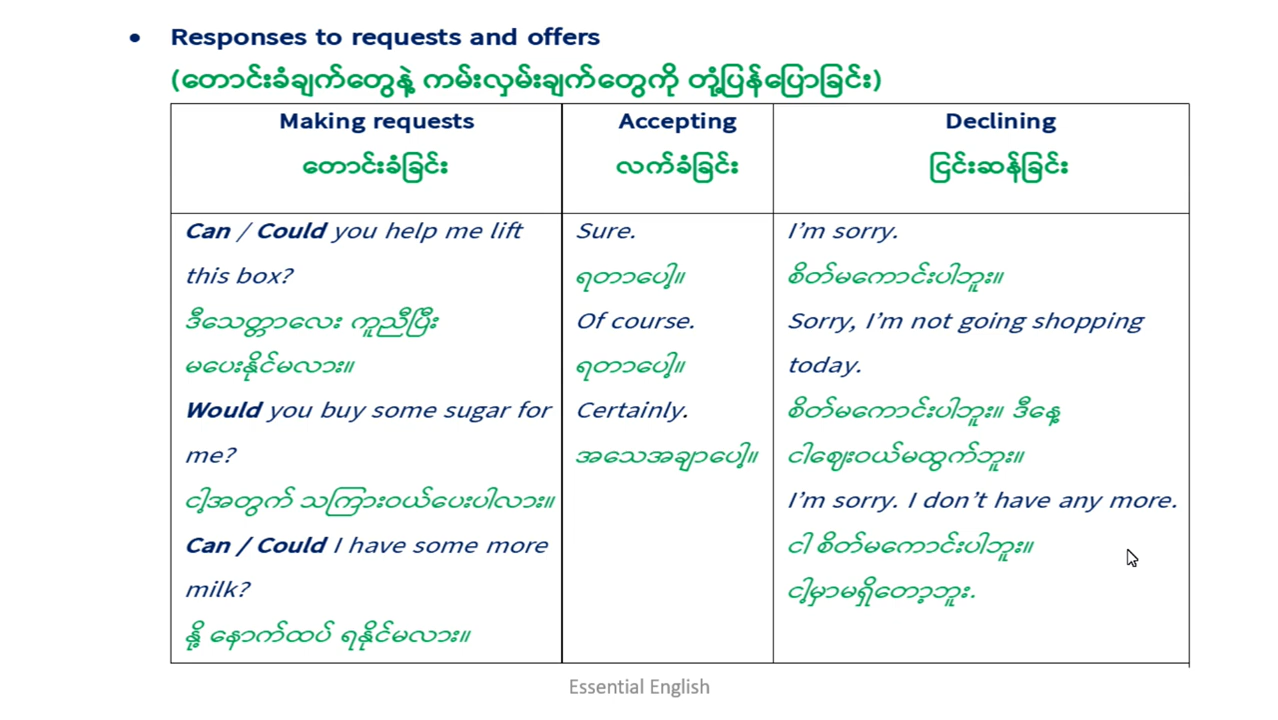 • Responses to requests and offers
(တောင်းခံချက်တွေနဲ့ ကမ်းလှမ်းချက်တွေကို တုံ့ပြန်ပြောခြင်း)
Making requests
တောင်းခံခြင်း
Accepting
လက်ခံခြင်း
Declining
ငြင်းဆန်ခြင်း
Can / Could you help me lift
this box?
ဒီသေတ္တာလေး ကူညီပြီး
မပေးနိုင်မလား။
Would you buy some sugar for
me?
ငါ့အတွက် သကြားဝယ်ပေးပါလား။
Can / Could I have some more
milk?
နို့ နောက်ထပ် ရနိုင်မလား။
Sure.
ရတာပေါ့။
Of course.
ရတာပေါ့။
Certainly.
အသေအချာပေါ့။
I’m sorry.
စိတ်မကောင်းပါဘူး။
Sorry, I’m not going shopping
today.
စိတ်မကောင်းပါဘူး။ ဒီနေ့
ငါဈေးဝယ်မထွက်ဘူး။
I’m sorry. I don’t have any more.
ငါ စိတ်မကောင်းပါဘူး။
ငါ့မှာမရှိတော့ဘူး.
Essential English